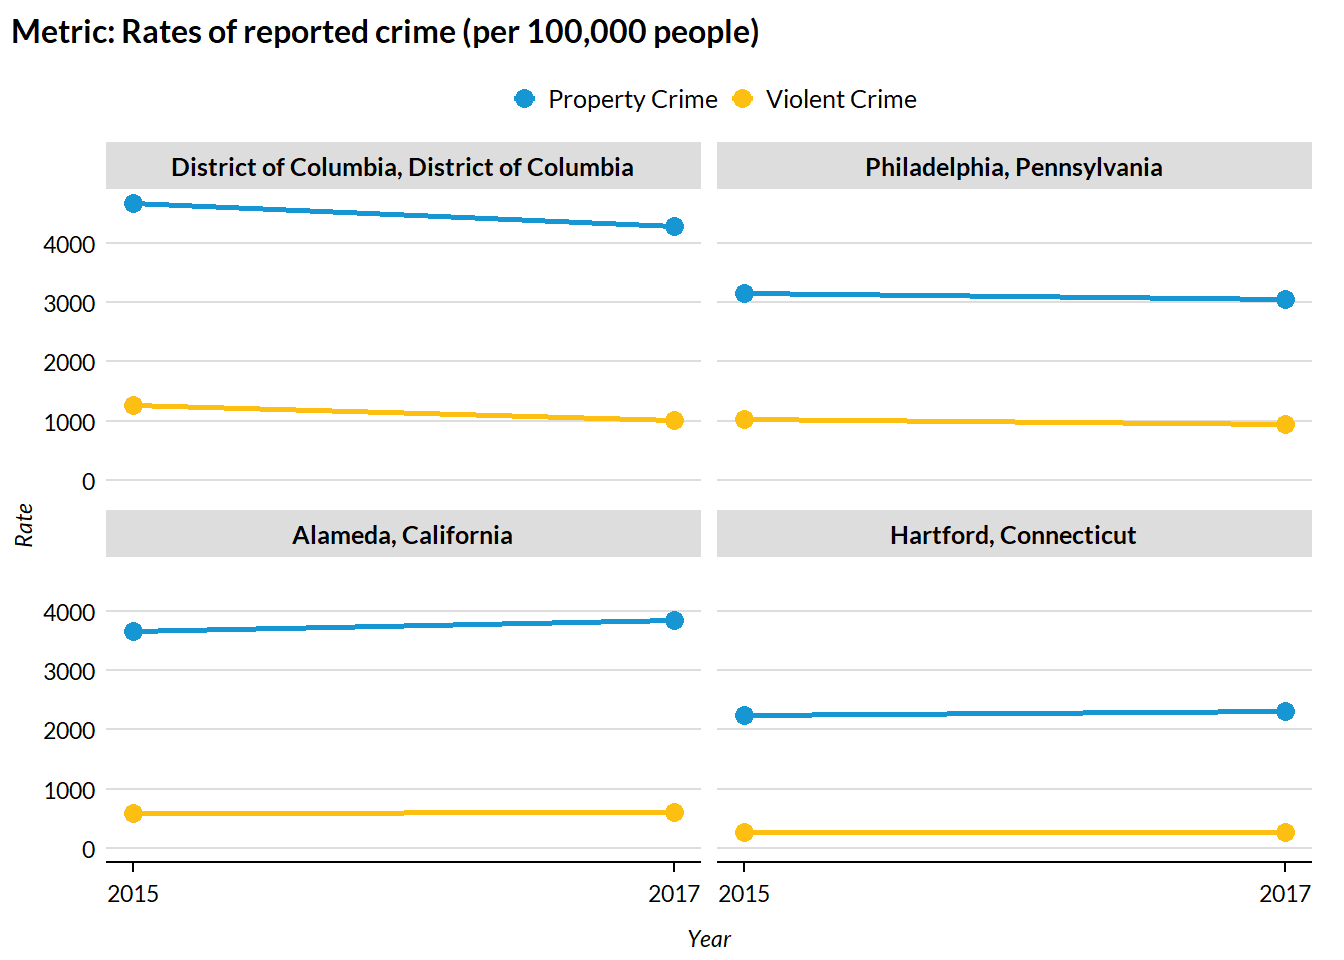 Metric: Rates of reported crime (per 100,000 people)
Property Crime Violent Crime
District of Columbia, District of Columbia
Philadelphia, Pennsylvania
4000
3000
2000
1000
0
Rate
Alameda, California
Hartford, Connecticut
4000
3000
2000
1000
0
2015 2017 2015 2017
Year